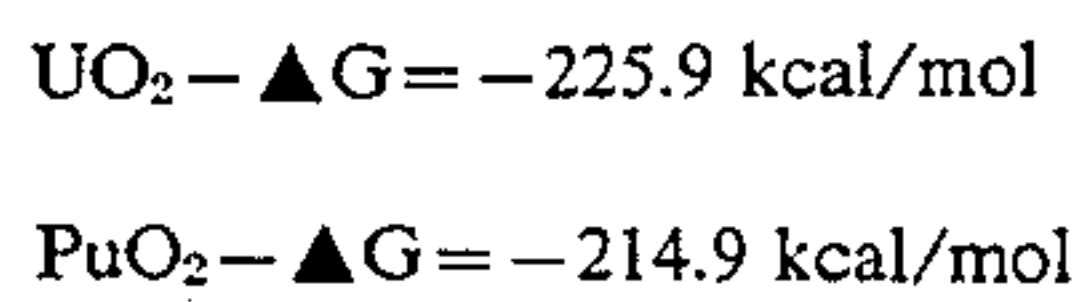 UO₂—▲G=—225.9 kcal/mol
PuO₂—▲G=—214.9 kcal/mol